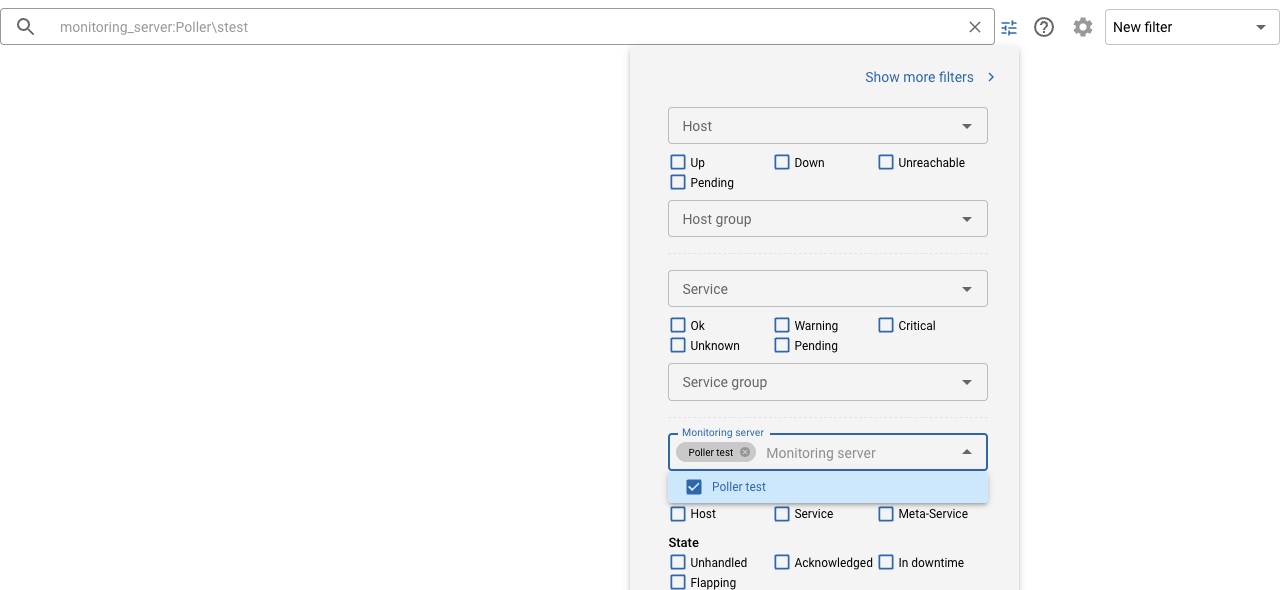 monitoring_server:Poller\stest
New filter
Show more filters
Host
Up Down Unreachable
Pending
Host group
Service
Ok Warning Critical
Unknown Pending
Service group
Monitoring server
Poller test Monitoring server
Poller test
Host Service Meta-Service
State
Unhandled Acknowledged In downtime
Flapping